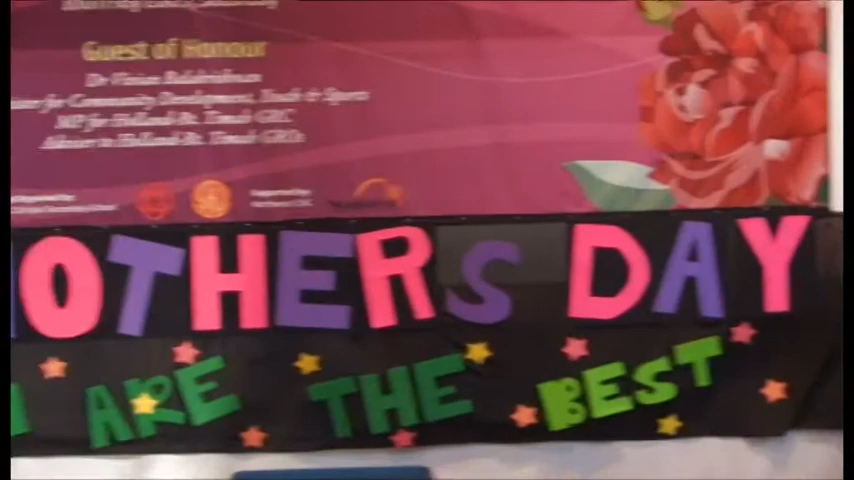 Guest of Honour
Dr Vivian Balakrishnan
for Community Development, Youth & Sports
MP for Holland-Bt. Timah GRC
Adviser to Holland-Bt. Timah GROs
OTHERS DAY
ARE THE BEST